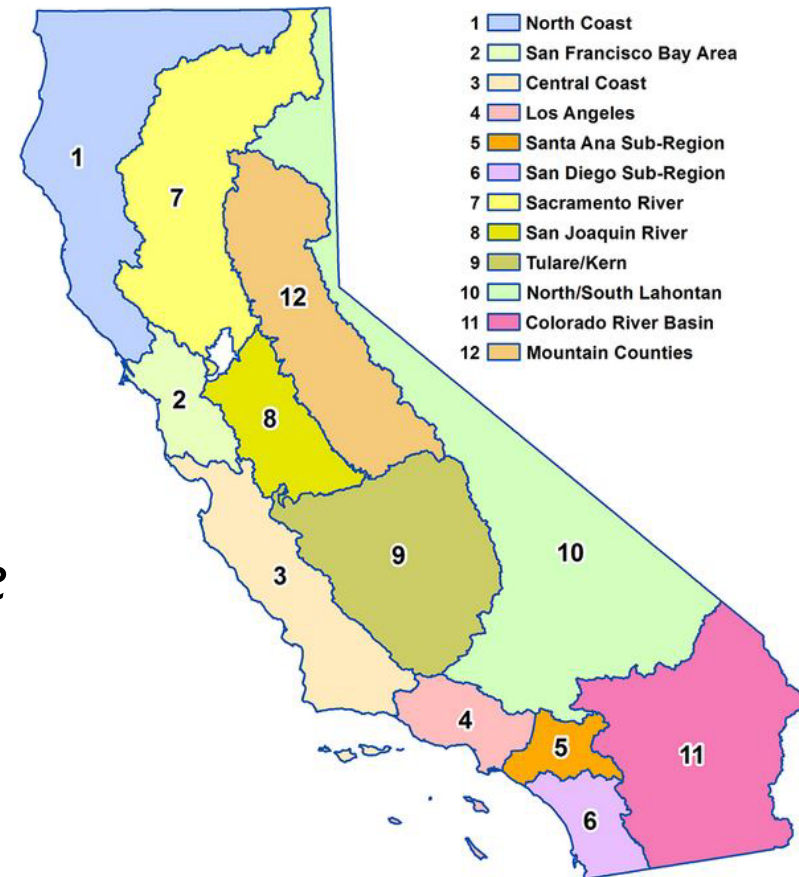 1 North Coast
2 San Francisco Bay Area
3 Central Coast
4 Los Angeles
5 Santa Ana Sub-Region
6 San Diego Sub-Region
7 Sacramento River
8 San Joaquin River
9 Tulare/Kern
10 North/South Lahontan
11 Colorado River Basin
12 Mountain Counties
1
7
12
2
8
3
9
10
4
5
11
6